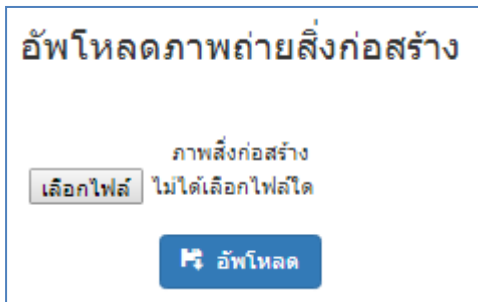 อัพโหลดภาพถ่ายสิ่งก่อสร้าง
ภาพสิ่งก่อสร้าง
เลือกไฟล์ ไม่ได้เลือกไฟล์ใด
อัพโหลด